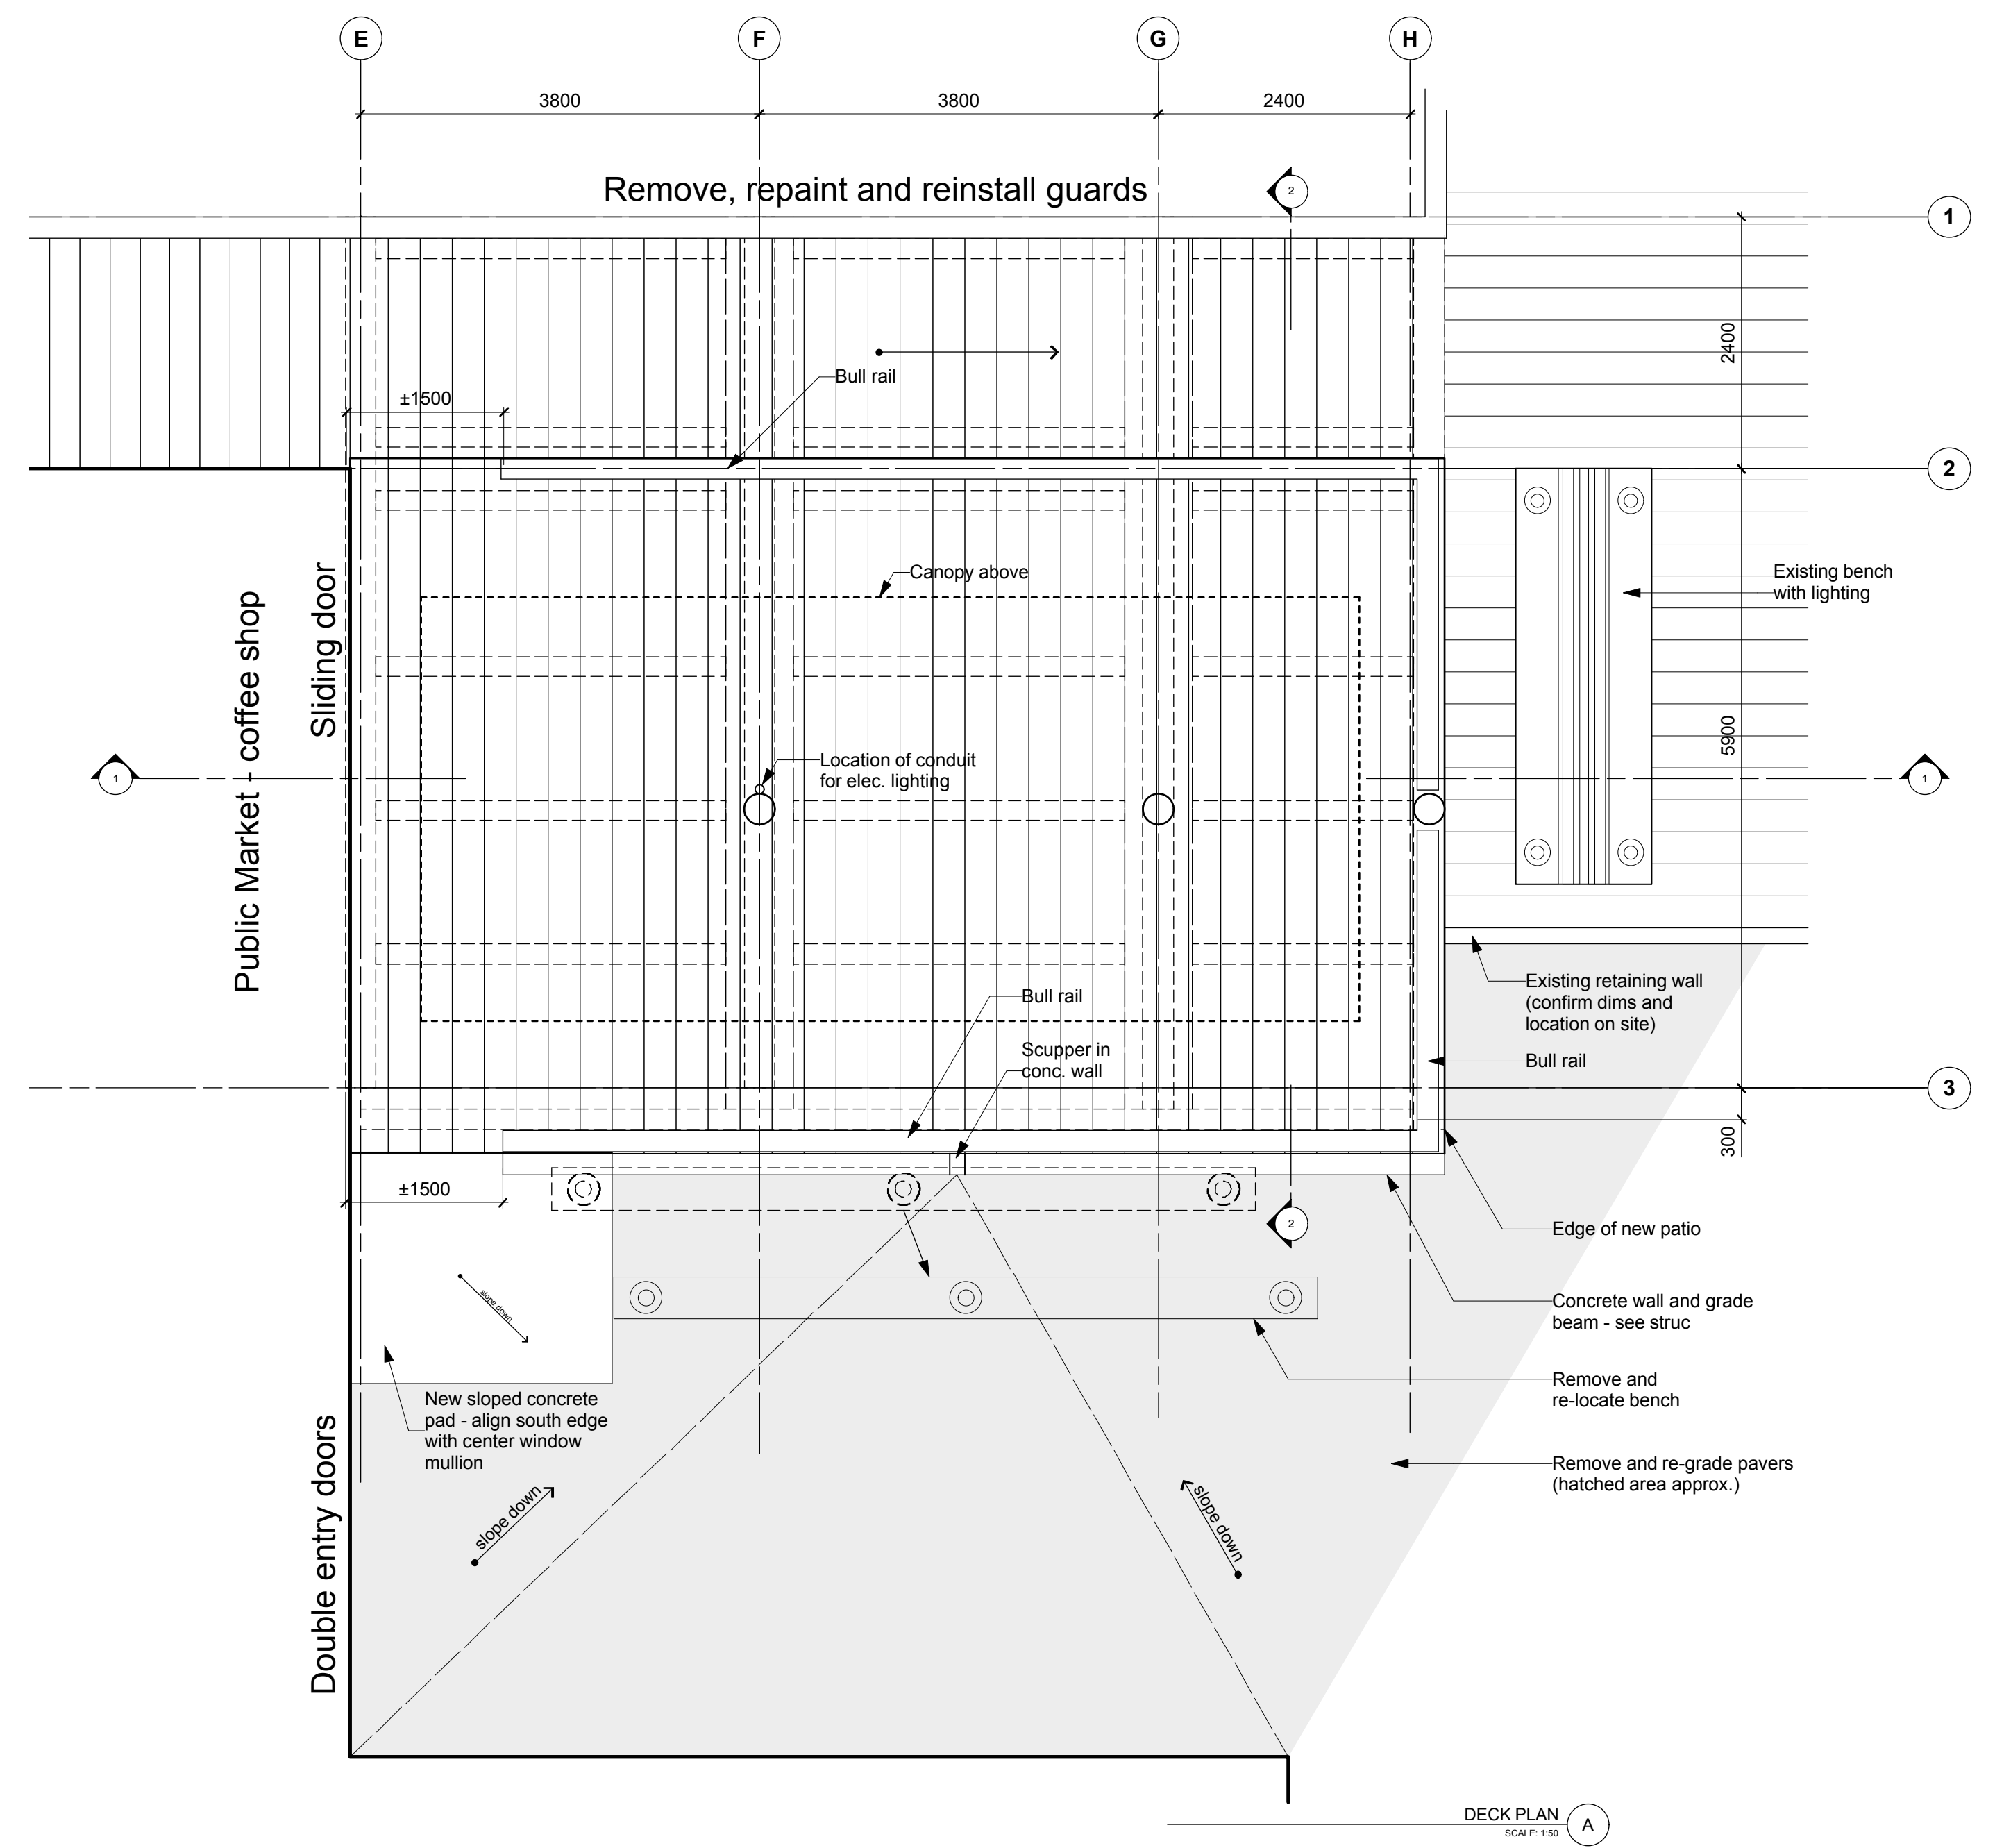 E
F
G
H
3800
3800
2400
Remove, repaint and reinstall guards
2
1
2400
Bull rail
±1500
2
Canopy above
Existing bench
with lighting
Sliding door
Public Market - coffee shop
5900
Location of conduit
for elec. lighting
1
1
Existing retaining wall
(confirm dims and
location on site)
Bull rail
Scupper in
conc. wall
Bull rail
3
300
±1500
2
Edge of new patio
slope down
Concrete wall and grade
beam - see struc
Remove and
re-locate bench
New sloped concrete
pad - align south edge
with center window
mullion
Remove and re-grade pavers
(hatched area approx.)
Double entry doors
slope down
slope down
DECK PLAN
SCALE: 1:50
A